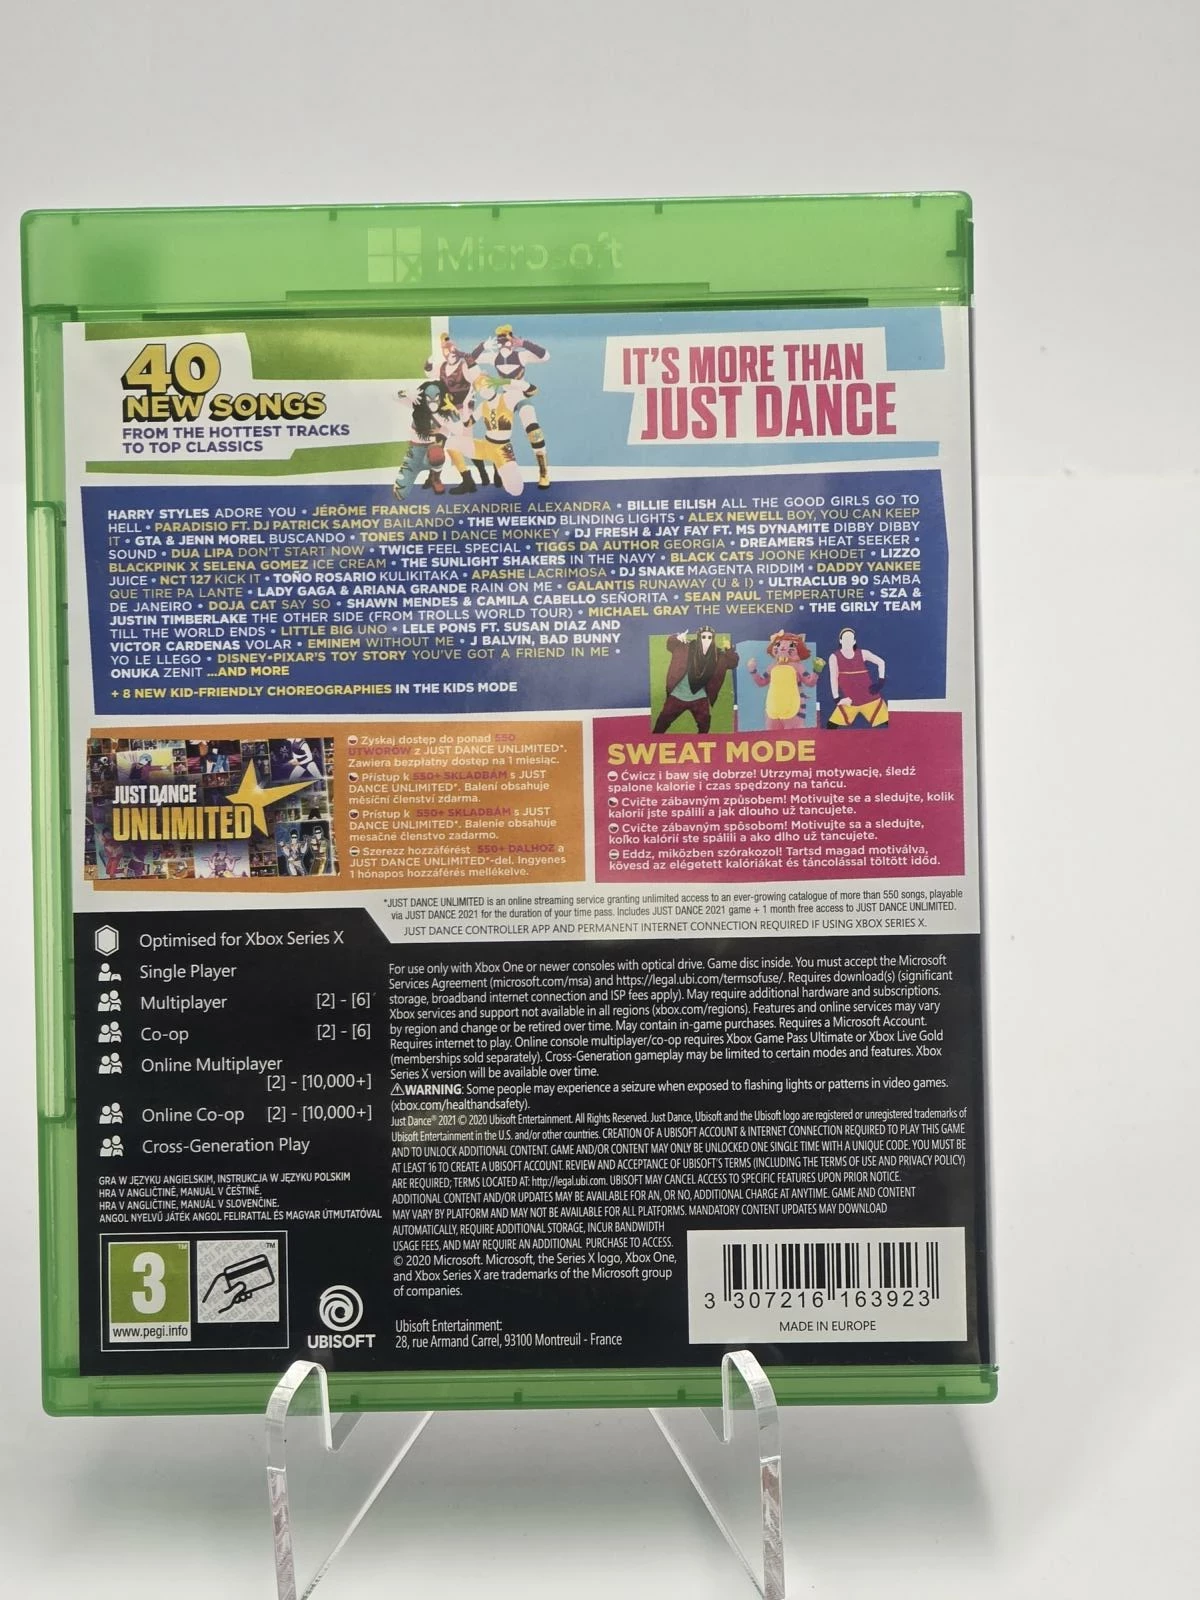 Microsoft
40
NEW SONGS
FROM THE HOTTEST TRACKS
TO TOP CLASSICS
IT'S MORE THAN
JUST DANCE
HARRY STYLES ADORE YOU • JÉRÔME FRANCIS ALEXANDRIE ALEXANDRA • BILLIE EILISH ALL THE GOOD GIRLS GO TO
HELL • PARADISIO FT. DJ PATRICK SAMOY BAILANDO • THE WEEKND BLINDING LIGHTS • ALEX NEWELL BOY, YOU CAN KEEP
IT • GTA & JENN MOREL BUSCANDO • TONES AND I DANCE MONKEY • DJ FRESH & JAY FAY FT. MS DYNAMITE DIBBY DIBBY
SOUND • DUA LIPA DON'T START NOW • TWICE FEEL SPECIAL • TIGGS DA AUTHOR GEORGIA • DREAMERS HEAT SEEKER •
BLACKPINK X SELENA GOMEZ ICE CREAM • THE SUNLIGHT SHAKERS IN THE NAVY • BLACK CATS JOONE KHODET • LIZZO
JUICE • NCT 127 KICK IT • TOÑO ROSARIO KULIKITAKA • APASHE LACRIMOSA • DJ SNAKE MAGENTA RIDDIM • DADDY YANKEE
QUE TIRE PA LANTE • LADY GAGA & ARIANA GRANDE RAIN ON ME • GALANTIS RUNAWAY (U & I) • ULTRACLUB 90 SAMBA
DE JANEIRO • DOJA CAT SAY SO • SHAWN MENDES & CAMILA CABELLO SEÑORITA • SEAN PAUL TEMPERATURE • SZA &
JUSTIN TIMBERLAKE THE OTHER SIDE (FROM TROLLS WORLD TOUR) • MICHAEL GRAY THE WEEKEND • THE GIRLY TEAM
TILL THE WORLD ENDS • LITTLE BIG UNO • LELE PONS FT. SUSAN DIAZ AND
VICTOR CARDENAS VOLAR • EMINEM WITHOUT ME • J BALVIN, BAD BUNNY
YO LE LLEGO • DISNEY•PIXAR'S TOY STORY YOU'VE GOT A FRIEND IN ME •
ONUKA ZENIT ...AND MORE
+ 8 NEW KID-FRIENDLY CHOREOGRAPHIES IN THE KIDS MODE
JUST DANCE
UNLIMITED
Zyskaj dostęp do ponad 550
UTWORÓW z JUST DANCE UNLIMITED*.
Zawiera bezpłatny dostęp na 1 miesiąc.
Přístup k 550+ SKLADBÁM s JUST
DANCE UNLIMITED*. Balení obsahuje
měsíční členství zdarma.
Prístup k 550+ SKLADBÁM s JUST
DANCE UNLIMITED*. Balenie obsahuje
mesačné členstvo zadarmo.
Szerezz hozzáférést 550+ DALHOZ a
JUST DANCE UNLIMITED*-del. Ingyenes
1 hónapos hozzáférés mellékelve.
SWEAT MODE
Ćwicz i baw się dobrze! Utrzymaj motywację, śledź
spalone kalorie i czas spędzony na tańcu.
Cvičte zábavným způsobem! Motivujte se a sledujte, kolik
kalorií jste spálili a jak dlouho už tancujete.
Cvičte zábavným spôsobom! Motivujte sa a sledujte,
koľko kalórií ste spálili a ako dlho už tancujete.
Eddz, miközben szórakozol! Tartsd magad motiválva,
kövesd az elégetett kalóriákat és táncolással töltött időd.
*JUST DANCE UNLIMITED is an online streaming service granting unlimited access to an ever-growing catalogue of more than 550 songs, playable
via JUST DANCE 2021 for the duration of your time pass. Includes JUST DANCE 2021 game + 1 month free access to JUST DANCE UNLIMITED.
JUST DANCE CONTROLLER APP AND PERMANENT INTERNET CONNECTION REQUIRED IF USING XBOX SERIES X.
Optimised for Xbox Series X
Single Player
Multiplayer [2] - [6]
Co-op [2] - [6]
Online Multiplayer
[2] - [10,000+]
Online Co-op [2] - [10,000+]
Cross-Generation Play
GRA W JĘZYKU ANGIELSKIM, INSTRUKCJA W JĘZYKU POLSKIM
HRA V ANGLIČTINĚ, MANUÁL V ČEŠTINĚ.
HRA V ANGLIČTINE, MANUÁL V SLOVENČINE.
ANGOL NYELVŰ JÁTÉK ANGOL FELIRATTAL ÉS MAGYAR ÚTMUTATÓVAL
For use only with Xbox One or newer consoles with optical drive. Game disc inside. You must accept the Microsoft
Services Agreement (microsoft.com/msa) and https://legal.ubi.com/termsofuse/. Requires download(s) (significant
storage, broadband internet connection and ISP fees apply). May require additional hardware and subscriptions.
Xbox services and support not available in all regions (xbox.com/regions). Features and online services may vary
by region and change or be retired over time. May contain in-game purchases. Requires a Microsoft Account.
Requires internet to play. Online console multiplayer/co-op requires Xbox Game Pass Ultimate or Xbox Live Gold
(memberships sold separately). Cross-Generation gameplay may be limited to certain modes and features. Xbox
Series X version will be available over time.
WARNING: Some people may experience a seizure when exposed to flashing lights or patterns in video games.
(xbox.com/healthandsafety).
Just Dance® 2021 © 2020 Ubisoft Entertainment. All Rights Reserved. Just Dance, Ubisoft and the Ubisoft logo are registered or unregistered trademarks of
Ubisoft Entertainment in the U.S. and/or other countries. CREATION OF A UBISOFT ACCOUNT & INTERNET CONNECTION REQUIRED TO PLAY THIS GAME
AND TO UNLOCK ADDITIONAL CONTENT. GAME AND/OR CONTENT MAY ONLY BE UNLOCKED ONE SINGLE TIME WITH A UNIQUE CODE. YOU MUST BE
AT LEAST 16 TO CREATE A UBISOFT ACCOUNT. REVIEW AND ACCEPTANCE OF UBISOFT'S TERMS (INCLUDING THE TERMS OF USE AND PRIVACY POLICY)
ARE REQUIRED; TERMS LOCATED AT: http://legal.ubi.com. UBISOFT MAY CANCEL ACCESS TO SPECIFIC FEATURES UPON PRIOR NOTICE.
ADDITIONAL CONTENT AND/OR UPDATES MAY BE AVAILABLE FOR AN, OR NO, ADDITIONAL CHARGE AT ANYTIME. GAME AND CONTENT
MAY VARY BY PLATFORM AND MAY NOT BE AVAILABLE FOR ALL PLATFORMS. MANDATORY CONTENT UPDATES MAY DOWNLOAD
AUTOMATICALLY, REQUIRE ADDITIONAL STORAGE, INCUR BANDWIDTH
USAGE FEES, AND MAY REQUIRE AN ADDITIONAL PURCHASE TO ACCESS.
© 2020 Microsoft. Microsoft, the Series X logo, Xbox One,
and Xbox Series X are trademarks of the Microsoft group
of companies.
Ubisoft Entertainment:
28, rue Armand Carrel, 93100 Montreuil - France
3
www.pegi.info
UBISOFT
3 307216 163923
MADE IN EUROPE